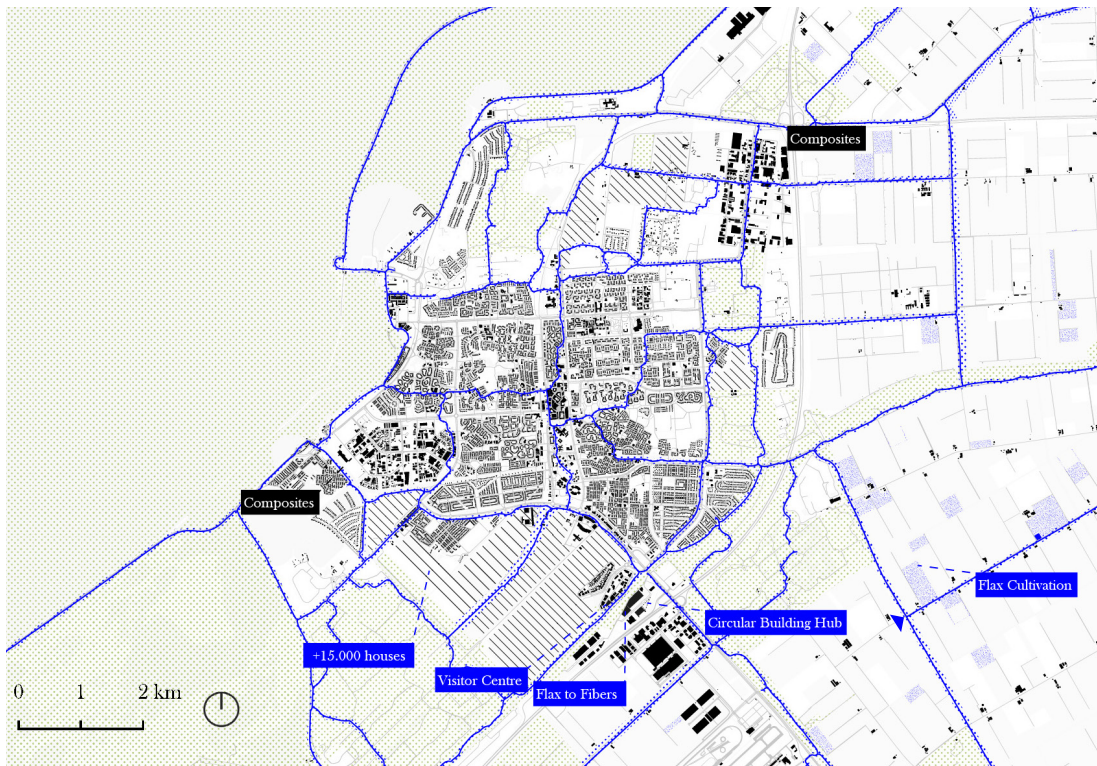 Composites
Composites
Flax Cultivation
Circular Building Hub
+15.000 houses
Visitor Centre
Flax to Fibers
0 1 2 km